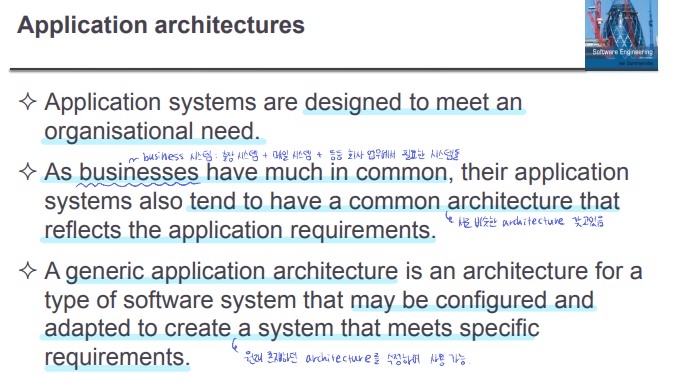 Application architectures
Software Engineering
Ian Sommerville
✧ Application systems are designed to meet an
organisational need.
~ business 시스템 : 출장 시스템 + 메일 시스템 + 등등 회사 업무에서 필요한 시스템들
✧ As businesses have much in common, their application
systems also tend to have a common architecture that
reflects the application requirements.
서로 비슷한 architecture 갖고있음
✧ A generic application architecture is an architecture for a
type of software system that may be configured and
adapted to create a system that meets specific
requirements.
원래 존재하던 architecture를 수정하여 사용 가능.